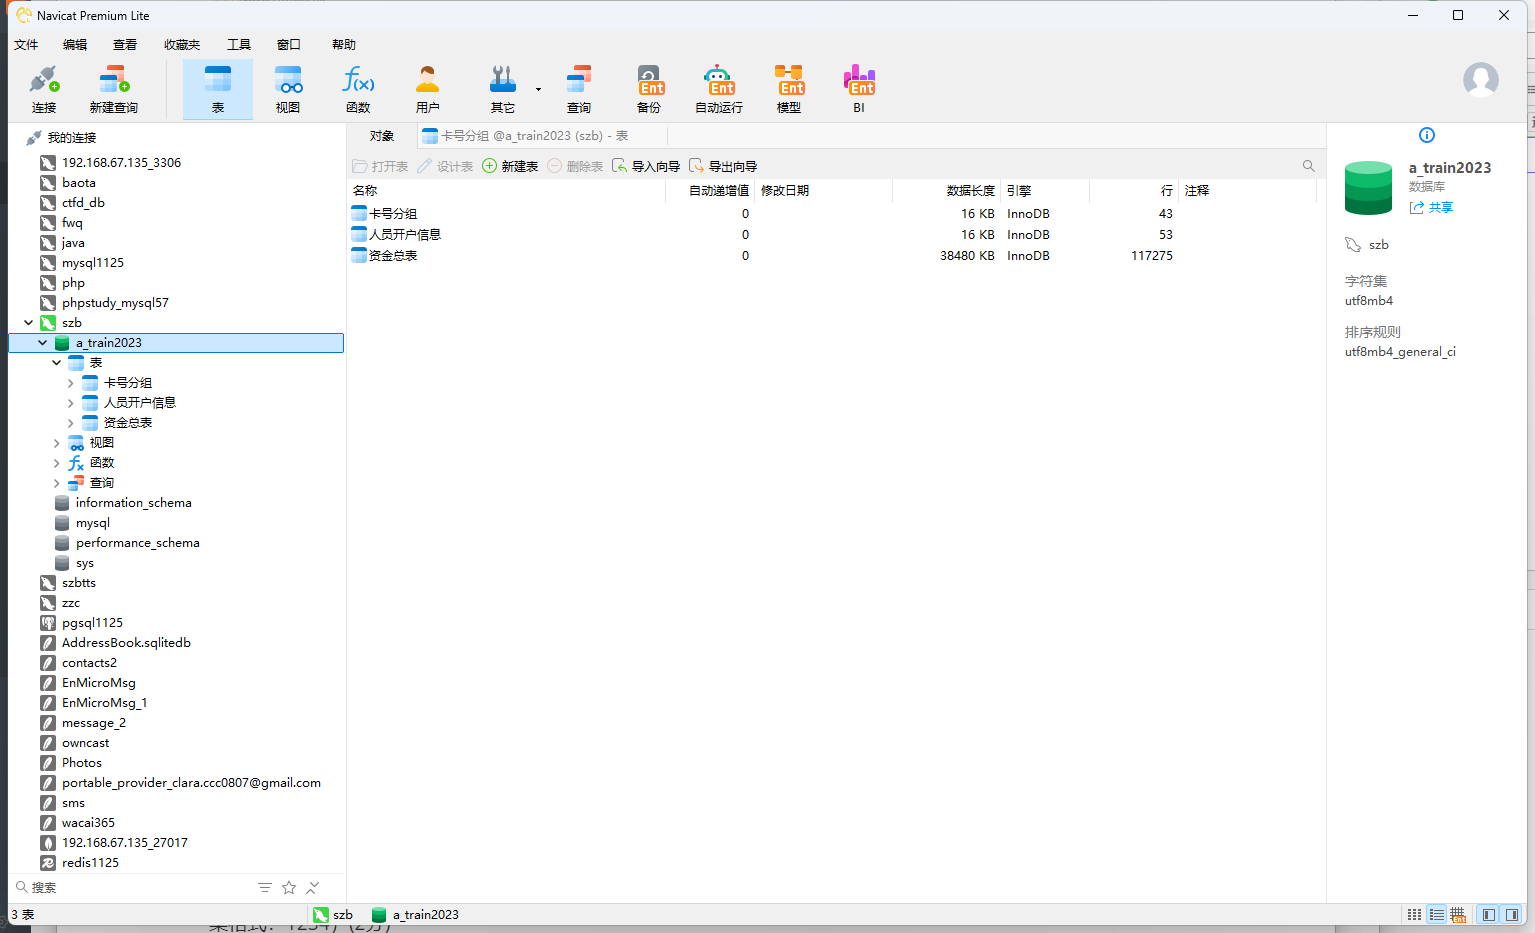 Navicat Premium Lite
文件 编辑 查看 收藏夹 工具 窗口 帮助
连接 新建查询 表 视图 函数 用户 其它 查询 备份 自动运行 模型 BI
Ent Ent Ent Ent
我的连接
192.168.67.135_3306
baota
ctfd_db
fwq
java
mysql1125
php
phpstudy_mysql57
szb
a_train2023
表
卡号分组
人员开户信息
资金总表
视图
函数
查询
information_schema
mysql
performance_schema
sys
szbtts
zzc
pgsql1125
AddressBook.sqlitedb
contacts2
EnMicroMsg
EnMicroMsg_1
message_2
owncast
Photos
portable_provider_clara.ccc0807@gmail.com
sms
wacai365
192.168.67.135_27017
redis1125
搜索
对象 卡号分组 @a_train2023 (szb) - 表
打开表 设计表 新建表 删除表 导入向导 导出向导
名称 自动递增值 修改日期 数据长度 引擎 行 注释
卡号分组 0 16 KB InnoDB 43
人员开户信息 0 16 KB InnoDB 53
资金总表 0 38480 KB InnoDB 117275
a_train2023
数据库
共享
szb
字符集
utf8mb4
排序规则
utf8mb4_general_ci
3 表 szb a_train2023